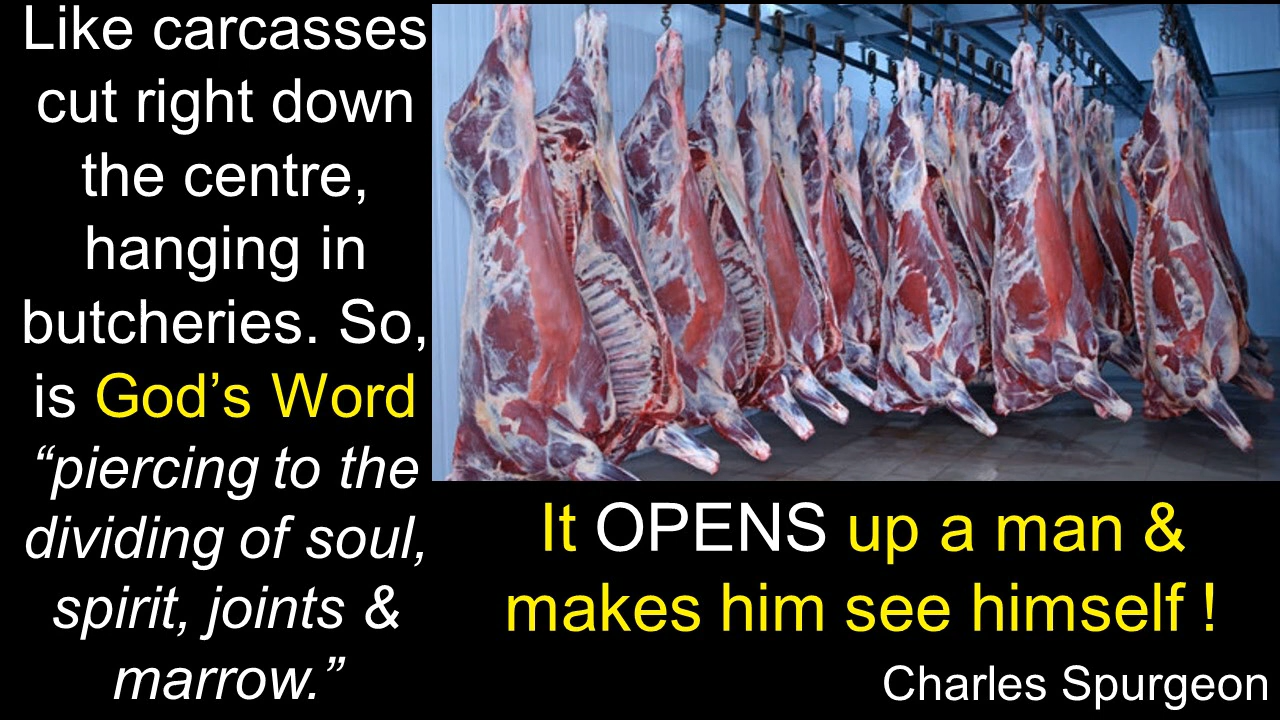 Like carcasses
cut right down
the centre,
hanging in
butcheries. So,
is God’s Word
“piercing to the
dividing of soul,
spirit, joints &
marrow.”
It OPENS up a man &
makes him see himself !
Charles Spurgeon